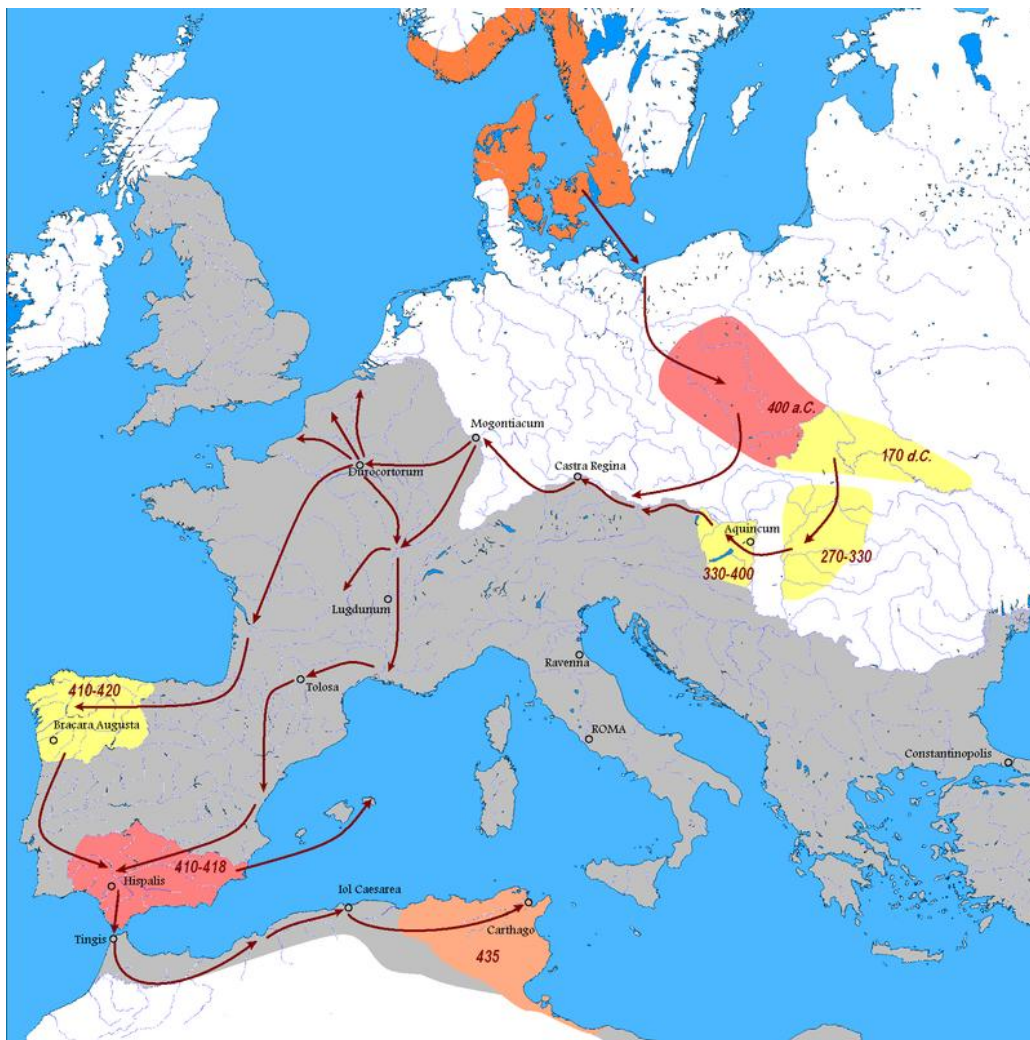 400 a.C.
Mogontiacum
170 d.C.
Durocortorum
Castra Regina
Aquincum
270-330
330-400
Lugdunum
Ravenna
Tolosa
410-420
Bracara Augusta
ROMA
Constantinopolis
410-418
Hispalis
Iol Caesarea
Carthago
Tingis
435